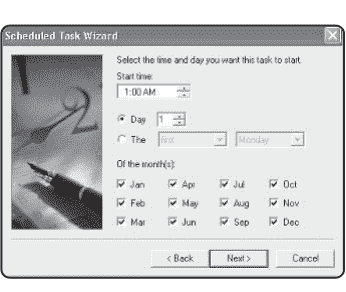 Scheduled Task Wizard
Select the time and day you want this task to start.
Start time:
1:00 AM
Day 1
The first Monday
Of the month(s):
Jan Apr Jul Oct
Feb May Aug Nov
Mar Jun Sep Dec
< Back Next > Cancel